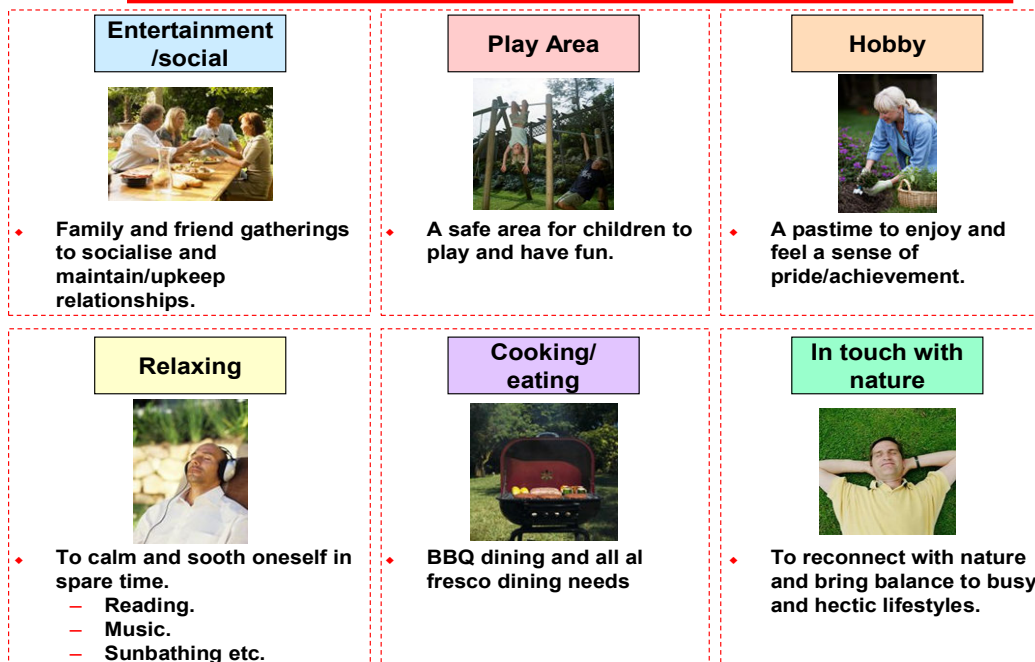 Entertainment
/social
Family and friend gatherings
to socialise and
maintain/upkeep
relationships.
Play Area
A safe area for children to
play and have fun.
Hobby
A pastime to enjoy and
feel a sense of
pride/achievement.
Relaxing
To calm and sooth oneself in
spare time.
– Reading.
– Music.
– Sunbathing etc.
Cooking/
eating
BBQ dining and all al
fresco dining needs
In touch with
nature
To reconnect with nature
and bring balance to busy
and hectic lifestyles.